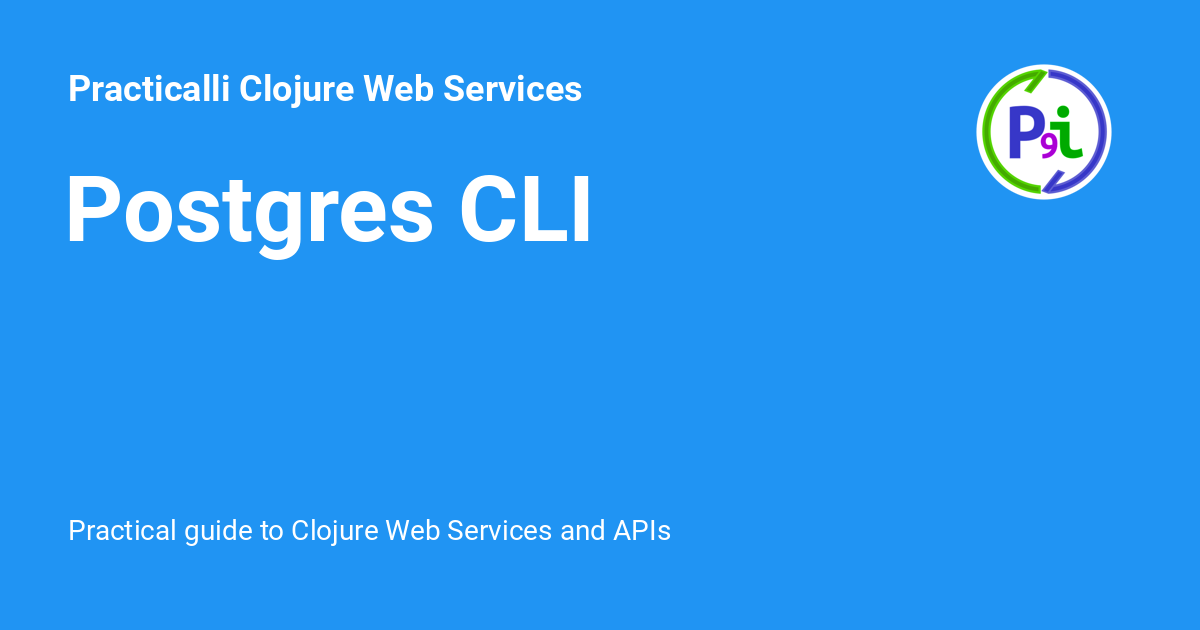 Practicalli Clojure Web Services
P9i
Postgres CLI
Practical guide to Clojure Web Services and APIs